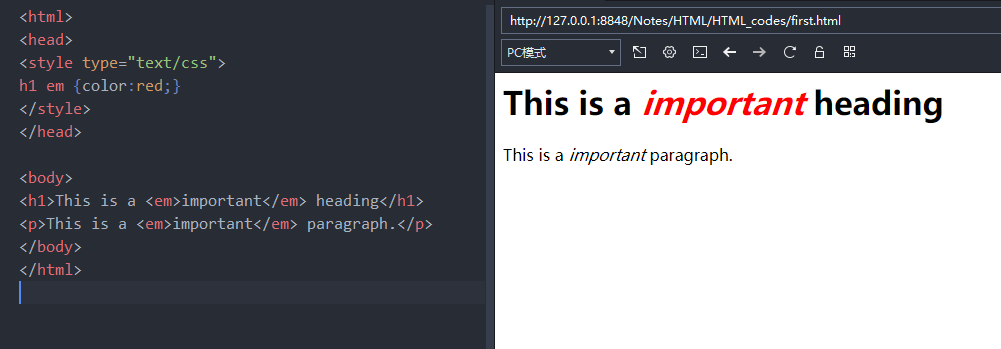 <html>
<head>
<style type="text/css">
h1 em {color:red;}
</style>
</head>

<body>
<h1>This is a <em>important</em> heading</h1>
<p>This is a <em>important</em> paragraph.</p>
</body>
</html>
http://127.0.0.1:8848/Notes/HTML/HTML_codes/first.html
PC模式
This is a important heading
This is a important paragraph.